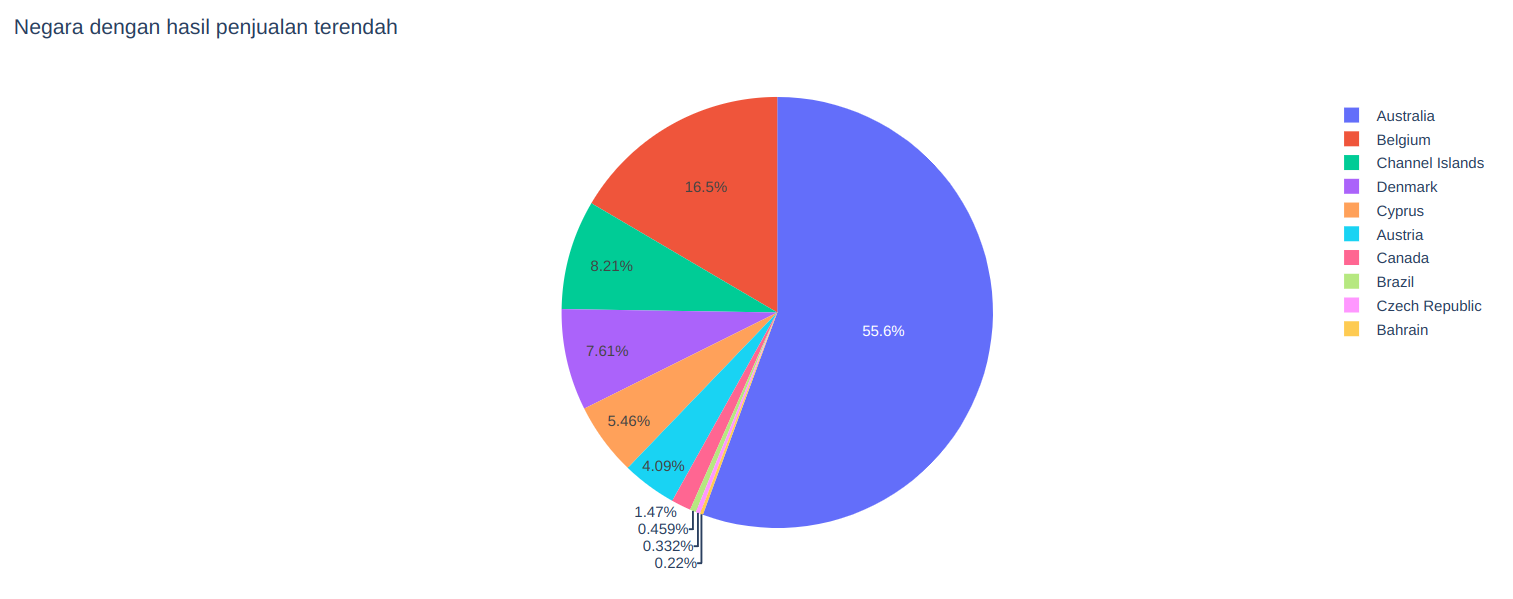 Negara dengan hasil penjualan terendah
16.5%
8.21%
7.61%
5.46%
4.09%
1.47%
0.459%
0.332%
0.22%
55.6%
Australia
Belgium
Channel Islands
Denmark
Cyprus
Austria
Canada
Brazil
Czech Republic
Bahrain